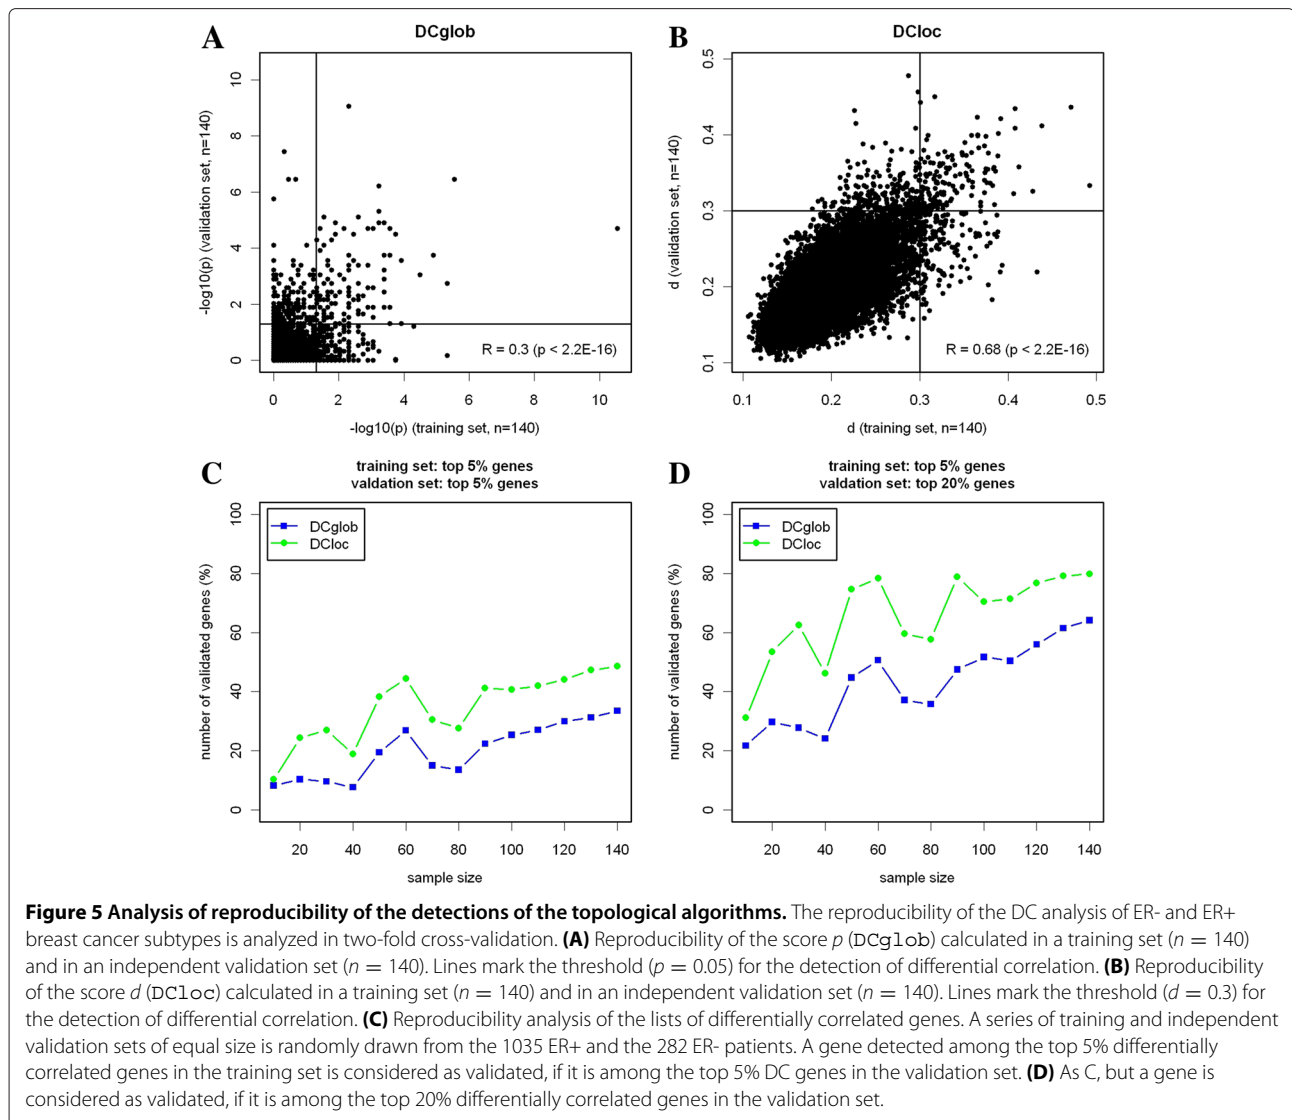 A
DCglob
10
8
6
4
2
0
-log10(p) (validation set, n=140)
R = 0.3 (p < 2.2E-16)
0 2 4 6 8 10
-log10(p) (training set, n=140)
B
DCloc
0.5
0.4
0.3
0.2
0.1
d (validation set, n=140)
R = 0.68 (p < 2.2E-16)
0.1 0.2 0.3 0.4 0.5
d (training set, n=140)
C
training set: top 5% genes
valdation set: top 5% genes
DCglob
DCloc
100
80
60
40
20
0
number of validated genes (%)
20 40 60 80 100 120 140
sample size
D
training set: top 5% genes
valdation set: top 20% genes
DCglob
DCloc
100
80
60
40
20
0
number of validated genes (%)
20 40 60 80 100 120 140
sample size
Figure 5 Analysis of reproducibility of the detections of the topological algorithms. The reproducibility of the DC analysis of ER- and ER+
breast cancer subtypes is analyzed in two-fold cross-validation. (A) Reproducibility of the score p (DCglob) calculated in a training set (n = 140)
and in an independent validation set (n = 140). Lines mark the threshold (p = 0.05) for the detection of differential correlation. (B) Reproducibility
of the score d (DCloc) calculated in a training set (n = 140) and in an independent validation set (n = 140). Lines mark the threshold (d = 0.3) for
the detection of differential correlation. (C) Reproducibility analysis of the lists of differentially correlated genes. A series of training and independent
validation sets of equal size is randomly drawn from the 1035 ER+ and the 282 ER- patients. A gene detected among the top 5% differentially
correlated genes in the training set is considered as validated, if it is among the top 5% DC genes in the validation set. (D) As C, but a gene is
considered as validated, if it is among the top 20% differentially correlated genes in the validation set.